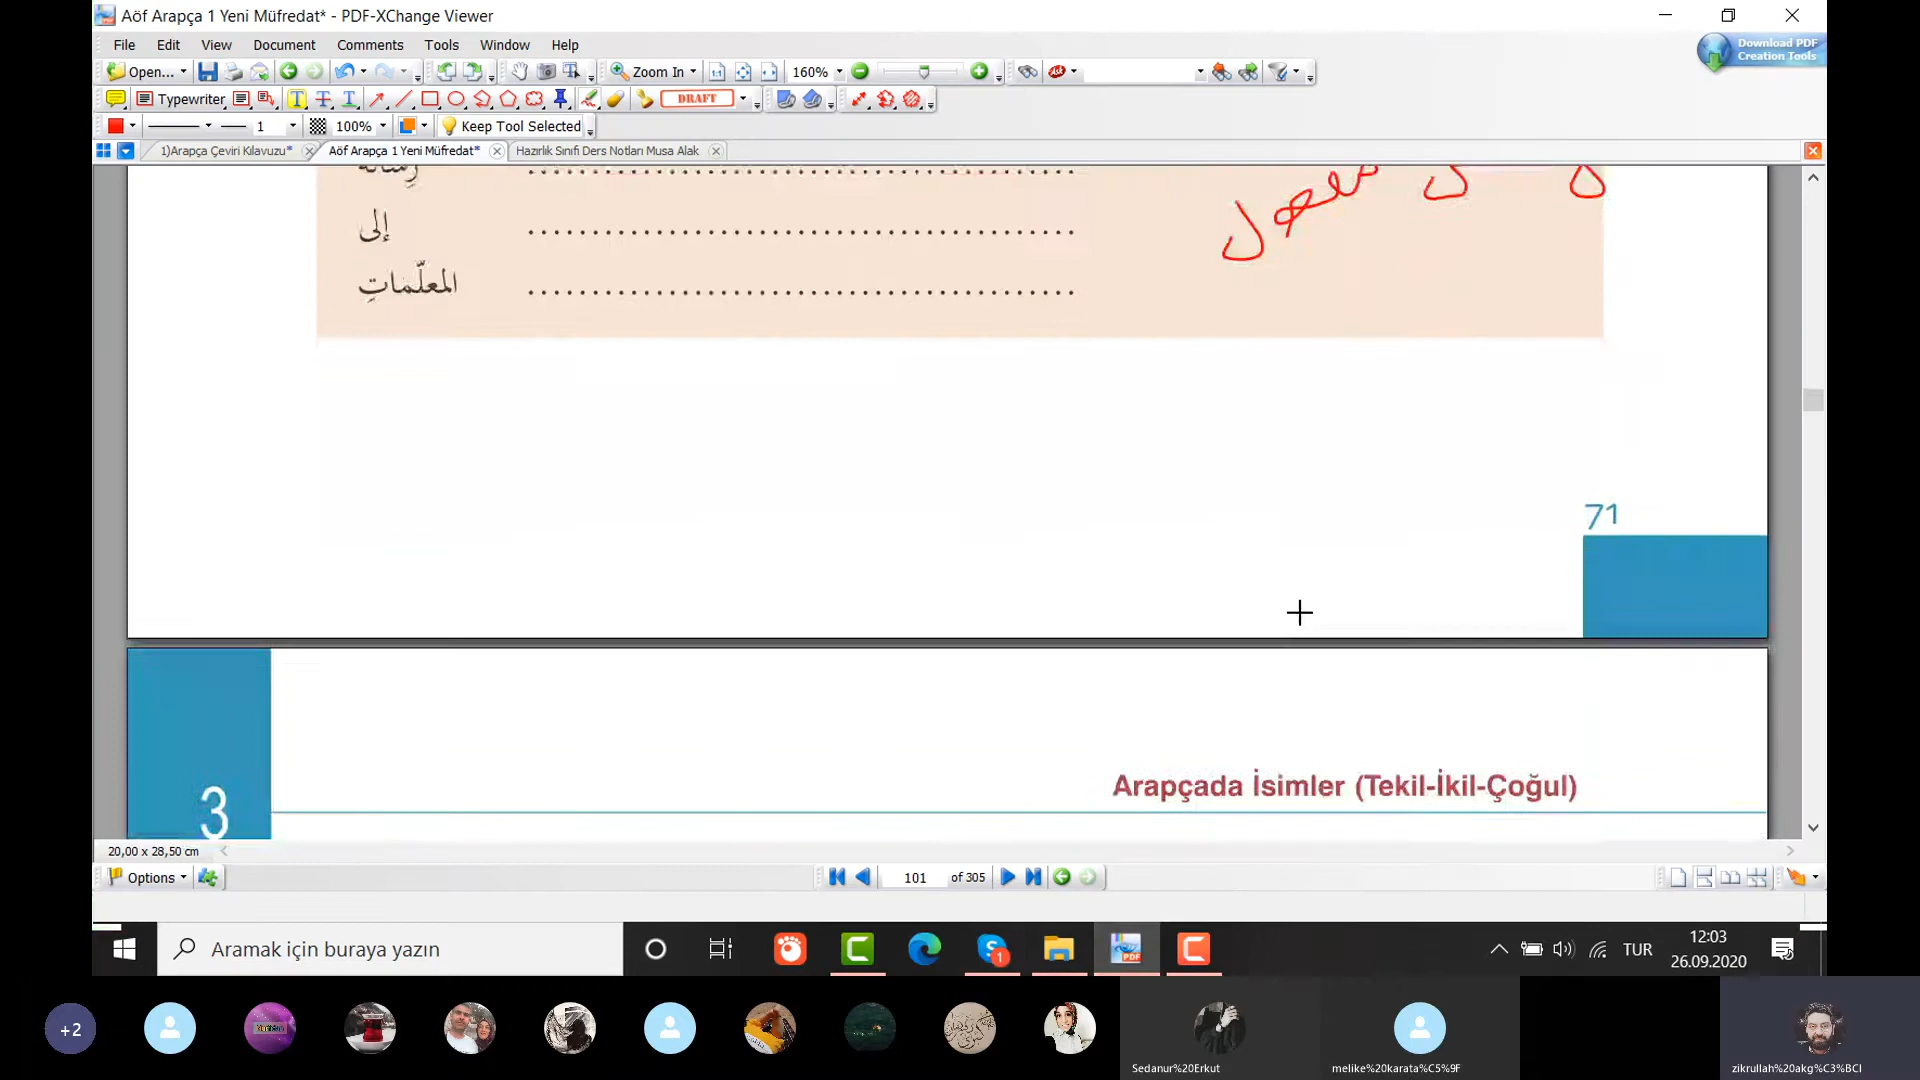 Aöf Arapça 1 Yeni Müfredat* - PDF-XChange Viewer
File Edit View Document Comments Tools Window Help
Download PDF
Creation Tools
Open... Zoom In 160%
Typewriter DRAFT
1 100% Keep Tool Selected
1)Arapça Çeviri Kılavuzu* Aöf Arapça 1 Yeni Müfredat* Hazırlık Sınıfı Ders Notları Musa Alak
رِسالة ..........................................
إلى ..........................................
المعلّماتِ ..........................................
71
3
Arapçada İsimler (Tekil-İkil-Çoğul)
20,00 x 28,50 cm
Options 101 of 305
Aramak için buraya yazın
1
TUR
12:03
26.09.2020
+2
Sedanur%20Erkut
melike%20karata%C5%9F
zikrullah%20akg%C3%BCl